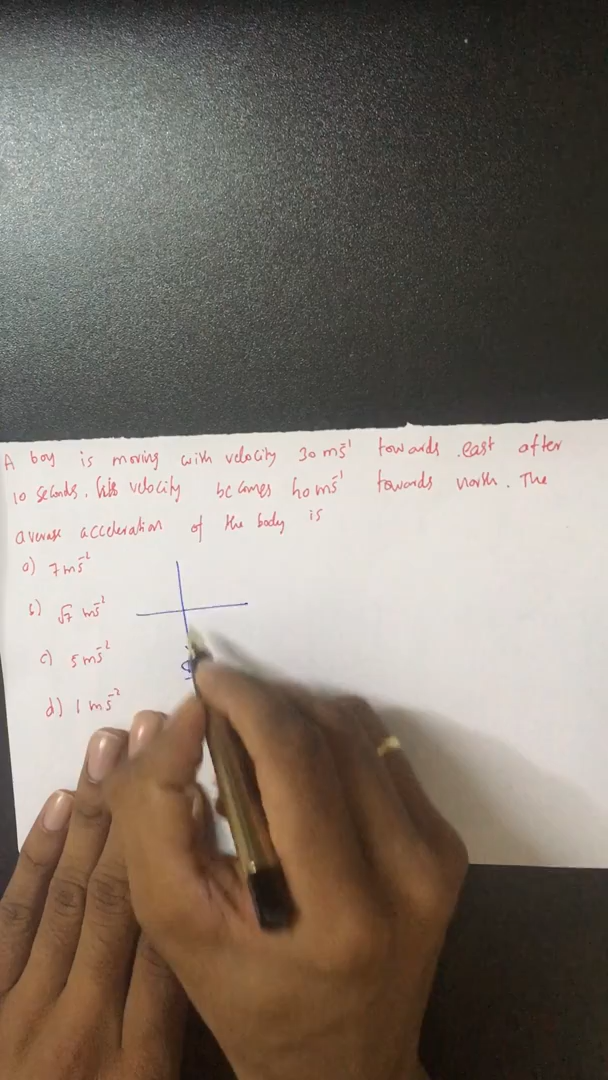 A boy is moving with velocity 30 ms⁻¹ towards east after
10 seconds. his velocity becomes 40 ms⁻¹ towards north. The
average acceleration of the body is
a) 7 ms⁻²
b) √7 ms⁻²
c) 5 ms⁻²
d) 1 ms⁻²
S